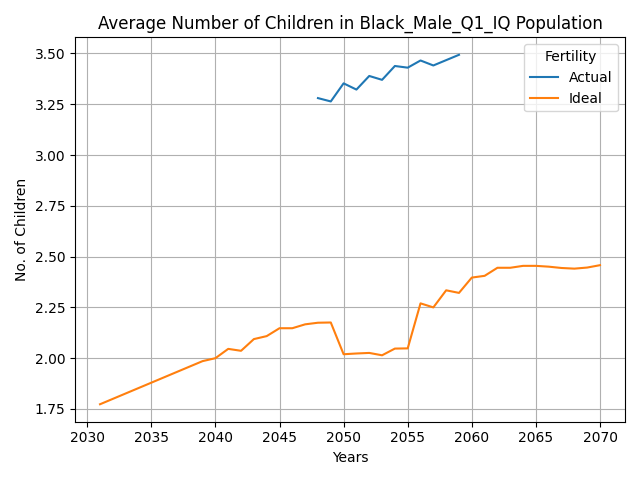 Average Number of Children in Black_Male_Q1_IQ Population
No. of Children
3.50
3.25
3.00
2.75
2.50
2.25
2.00
1.75
Fertility
Actual
Ideal
2030 2035 2040 2045 2050 2055 2060 2065 2070
Years